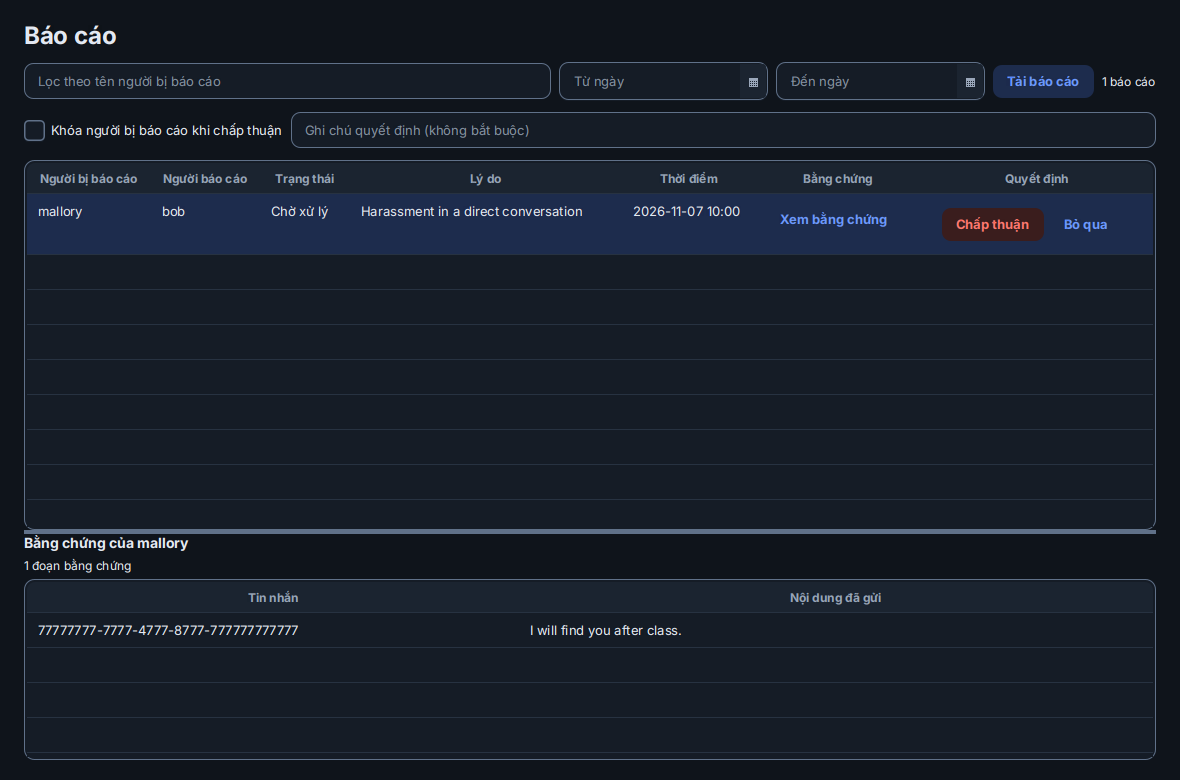 Báo cáo
Lọc theo tên người bị báo cáo
Từ ngày
Đến ngày
Tải báo cáo
1 báo cáo
Khóa người bị báo cáo khi chấp thuận
Ghi chú quyết định (không bắt buộc)
Người bị báo cáo Người báo cáo Trạng thái Lý do Thời điểm Bằng chứng Quyết định
mallory bob Chờ xử lý Harassment in a direct conversation 2026-11-07 10:00 Xem bằng chứng Chấp thuận Bỏ qua
Bằng chứng của mallory
1 đoạn bằng chứng
Tin nhắn Nội dung đã gửi
77777777-7777-4777-8777-777777777777 I will find you after class.